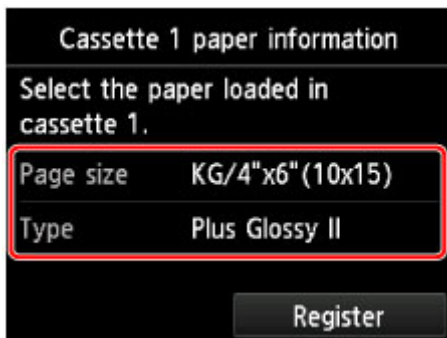 Cassette 1 paper information
Select the paper loaded in
cassette 1.
Page size KG/4"x6"(10x15)
Type Plus Glossy II
Register